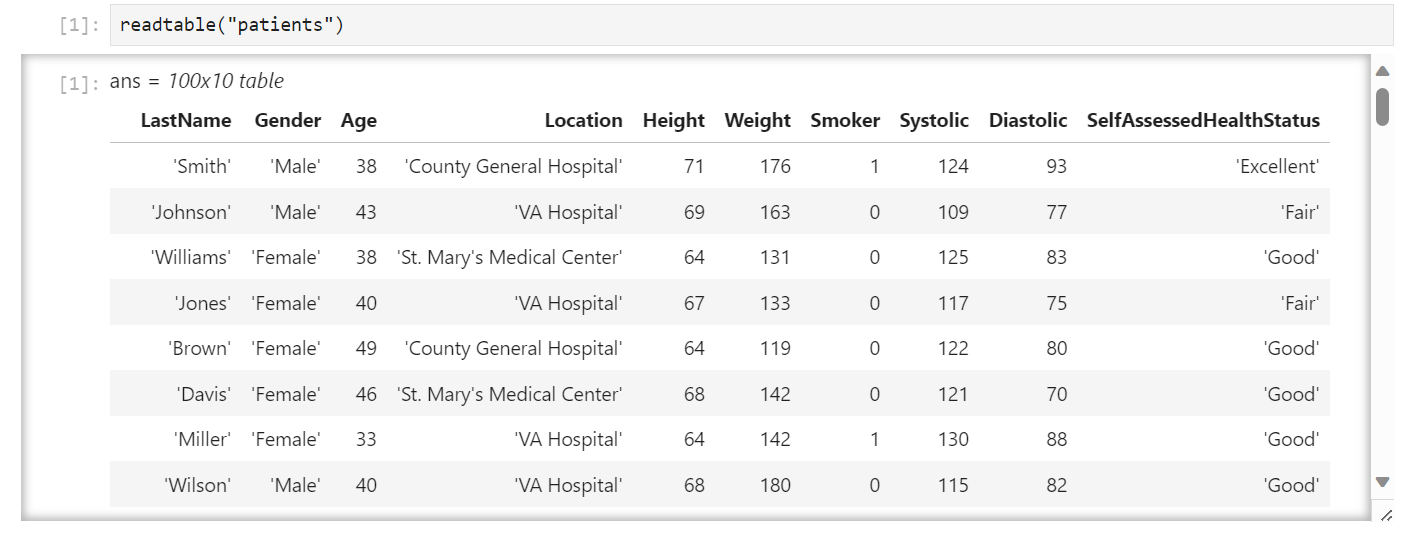 [1]: readtable("patients")
[1]: ans = 100x10 table
LastName Gender Age Location Height Weight Smoker Systolic Diastolic SelfAssessedHealthStatus
'Smith' 'Male' 38 'County General Hospital' 71 176 1 124 93 'Excellent'
'Johnson' 'Male' 43 'VA Hospital' 69 163 0 109 77 'Fair'
'Williams' 'Female' 38 'St. Mary's Medical Center' 64 131 0 125 83 'Good'
'Jones' 'Female' 40 'VA Hospital' 67 133 0 117 75 'Fair'
'Brown' 'Female' 49 'County General Hospital' 64 119 0 122 80 'Good'
'Davis' 'Female' 46 'St. Mary's Medical Center' 68 142 0 121 70 'Good'
'Miller' 'Female' 33 'VA Hospital' 64 142 1 130 88 'Good'
'Wilson' 'Male' 40 'VA Hospital' 68 180 0 115 82 'Good'